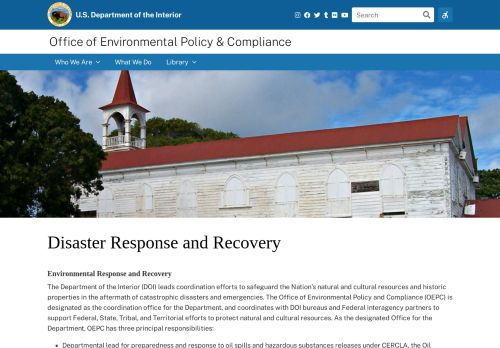 U.S. Department of the Interior
Search
Office of Environmental Policy & Compliance
Who We Are
What We Do
Library
Disaster Response and Recovery
Environmental Response and Recovery
The Department of the Interior (DOI) leads coordination efforts to safeguard the Nation's natural and cultural resources and historic
properties in the aftermath of catastrophic disasters and emergencies. The Office of Environmental Policy and Compliance (OEPC) is
designated as the coordination office for the Department, and coordinates with DOI bureaus and Federal interagency partners to
support Federal, State, Tribal, and Territorial efforts to protect natural and cultural resources. As the designated Office for the
Department, OEPC has three principal responsibilities:
• Departmental lead for preparedness and response to oil spills and hazardous substances releases under CERCLA, the Oil